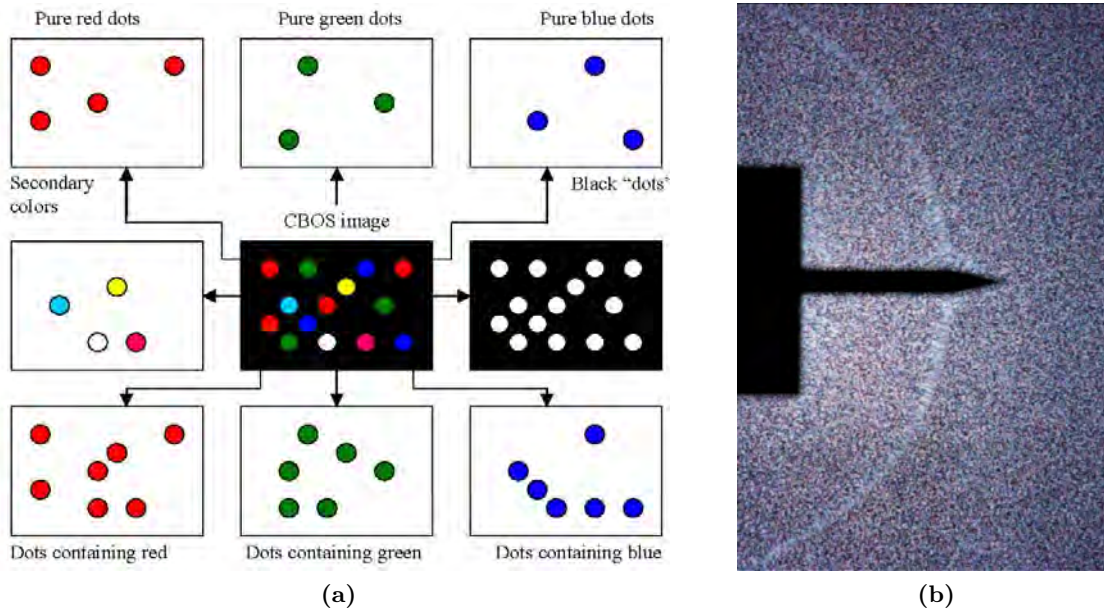 Pure red dots
Pure green dots
Pure blue dots
Secondary
colors
Black "dots"
CBOS image
Dots containing red
Dots containing green
Dots containing blue
(a)
(b)